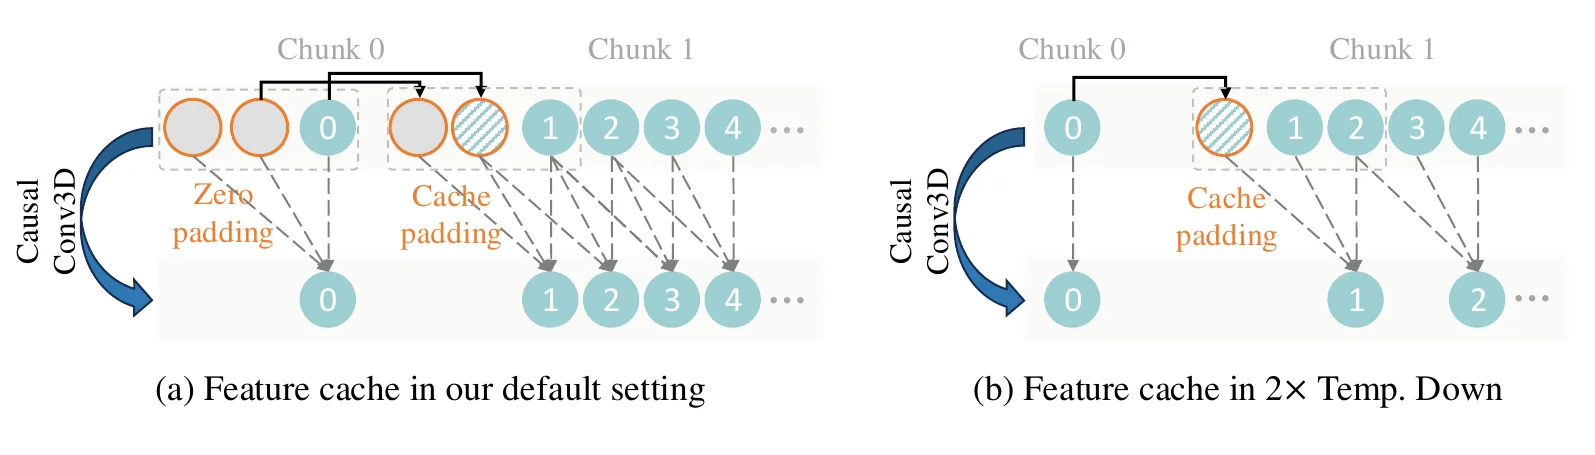 Chunk 0
Chunk 1
0
1
2
3
4
...
Causal
Conv3D
Zero
padding
Cache
padding
0
1
2
3
4
...
(a) Feature cache in our default setting
Chunk 0
Chunk 1
0
1
2
3
4
...
Causal
Conv3D
Cache
padding
0
1
2
...
(b) Feature cache in 2× Temp. Down